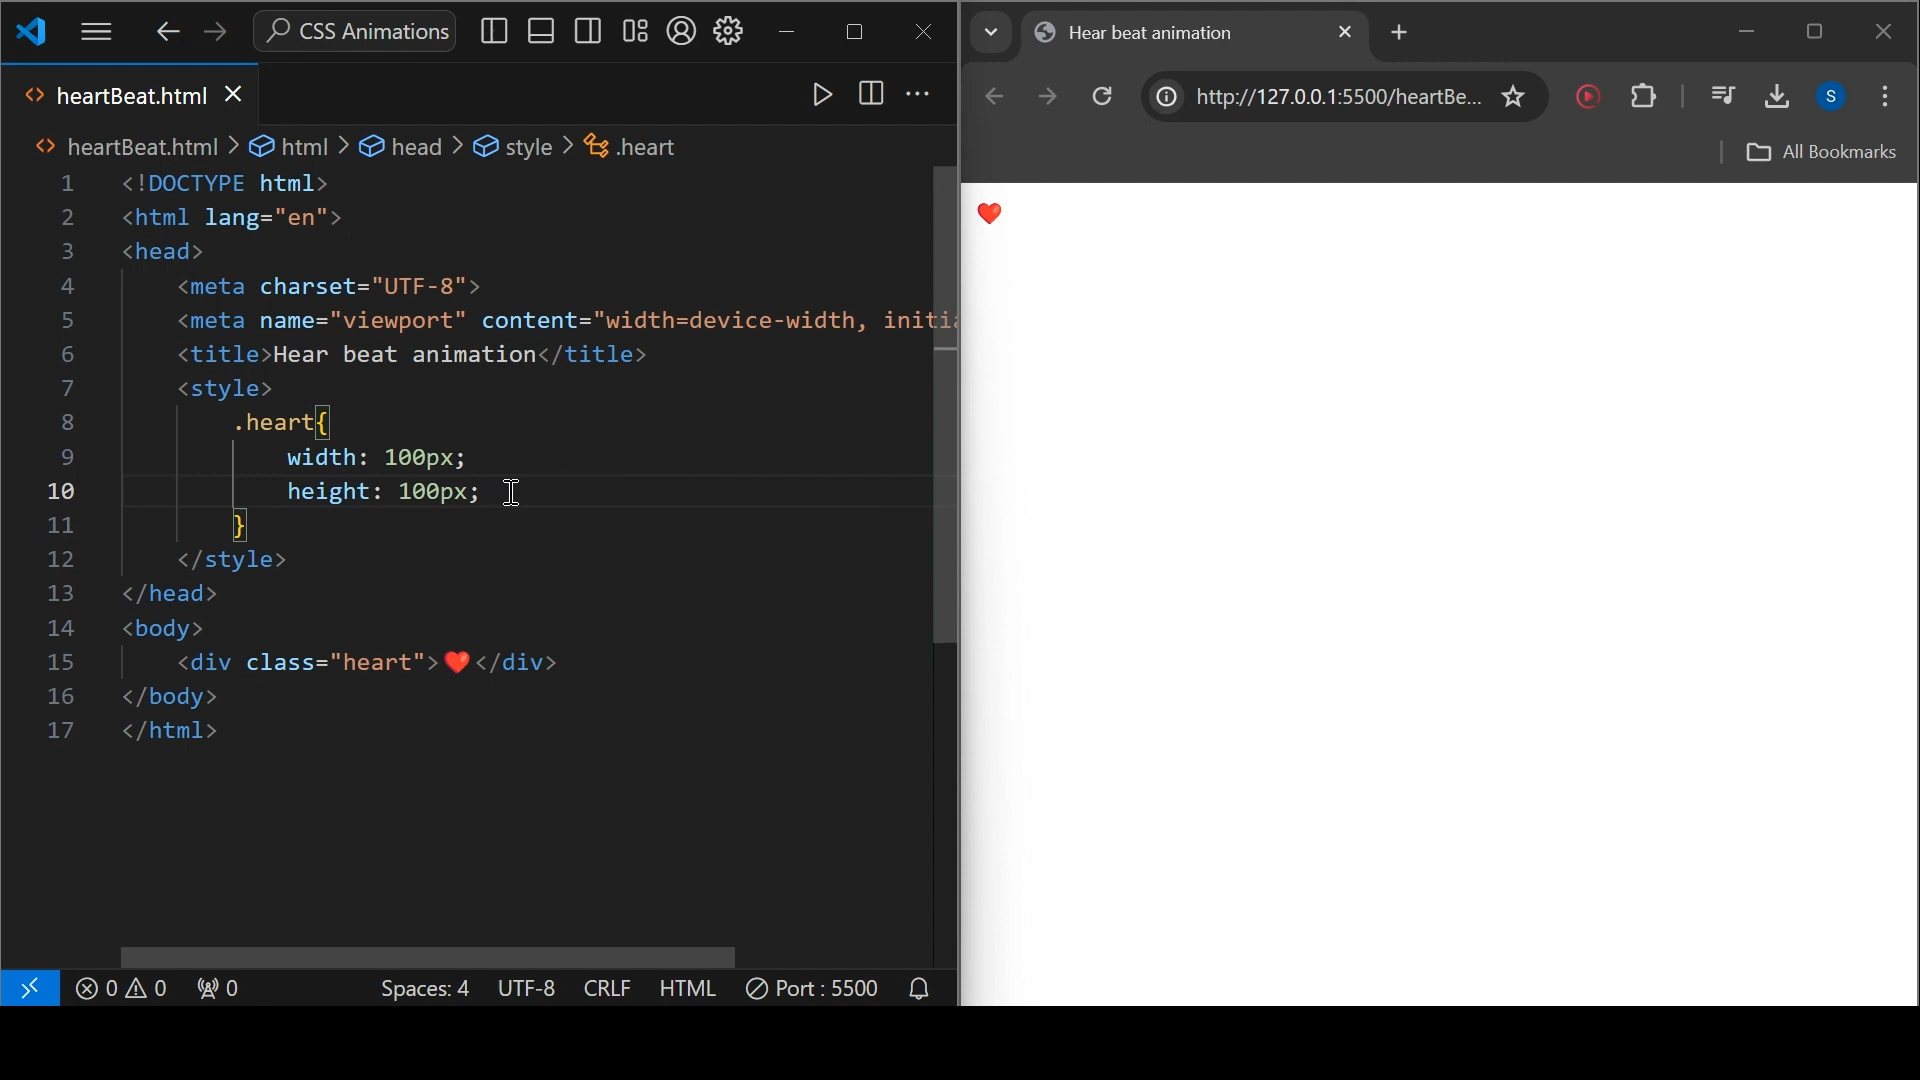 CSS Animations
heartBeat.html
heartBeat.html > html > head > style > .heart
1 <!DOCTYPE html>
2 <html lang="en">
3 <head>
4 <meta charset="UTF-8">
5 <meta name="viewport" content="width=device-width, initia
6 <title>Hear beat animation</title>
7 <style>
8 .heart{
9 width: 100px;
10 height: 100px;
11 }
12 </style>
13 </head>
14 <body>
15 <div class="heart">❤️</div>
16 </body>
17 </html>
0 0 0 Spaces: 4 UTF-8 CRLF HTML Port : 5500
Hear beat animation
http://127.0.0.1:5500/heartBe...
S
All Bookmarks